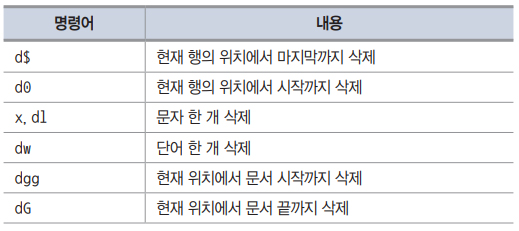 명령어 내용
d$ 현재 행의 위치에서 마지막까지 삭제
d0 현재 행의 위치에서 시작까지 삭제
x, dl 문자 한 개 삭제
dw 단어 한 개 삭제
dgg 현재 위치에서 문서 시작까지 삭제
dG 현재 위치에서 문서 끝까지 삭제